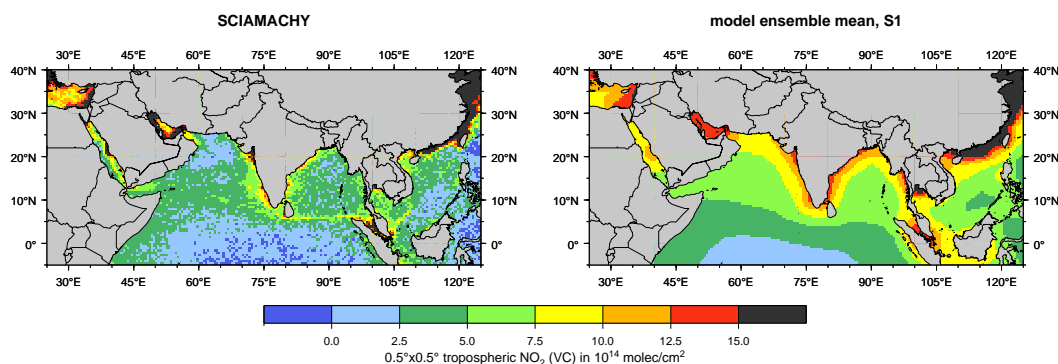 SCIAMACHY
model ensemble mean, S1
30°E 45°E 60°E 75°E 90°E 105°E 120°E
30°E 45°E 60°E 75°E 90°E 105°E 120°E
40°N 40°N 40°N 40°N
30°N 30°N 30°N 30°N
20°N 20°N 20°N 20°N
10°N 10°N 10°N 10°N
0° 0° 0° 0°
30°E 45°E 60°E 75°E 90°E 105°E 120°E
30°E 45°E 60°E 75°E 90°E 105°E 120°E
0.0 2.5 5.0 7.5 10.0 12.5 15.0
0.5°x0.5° tropospheric NO₂ (VC) in 10¹⁴ molec/cm²